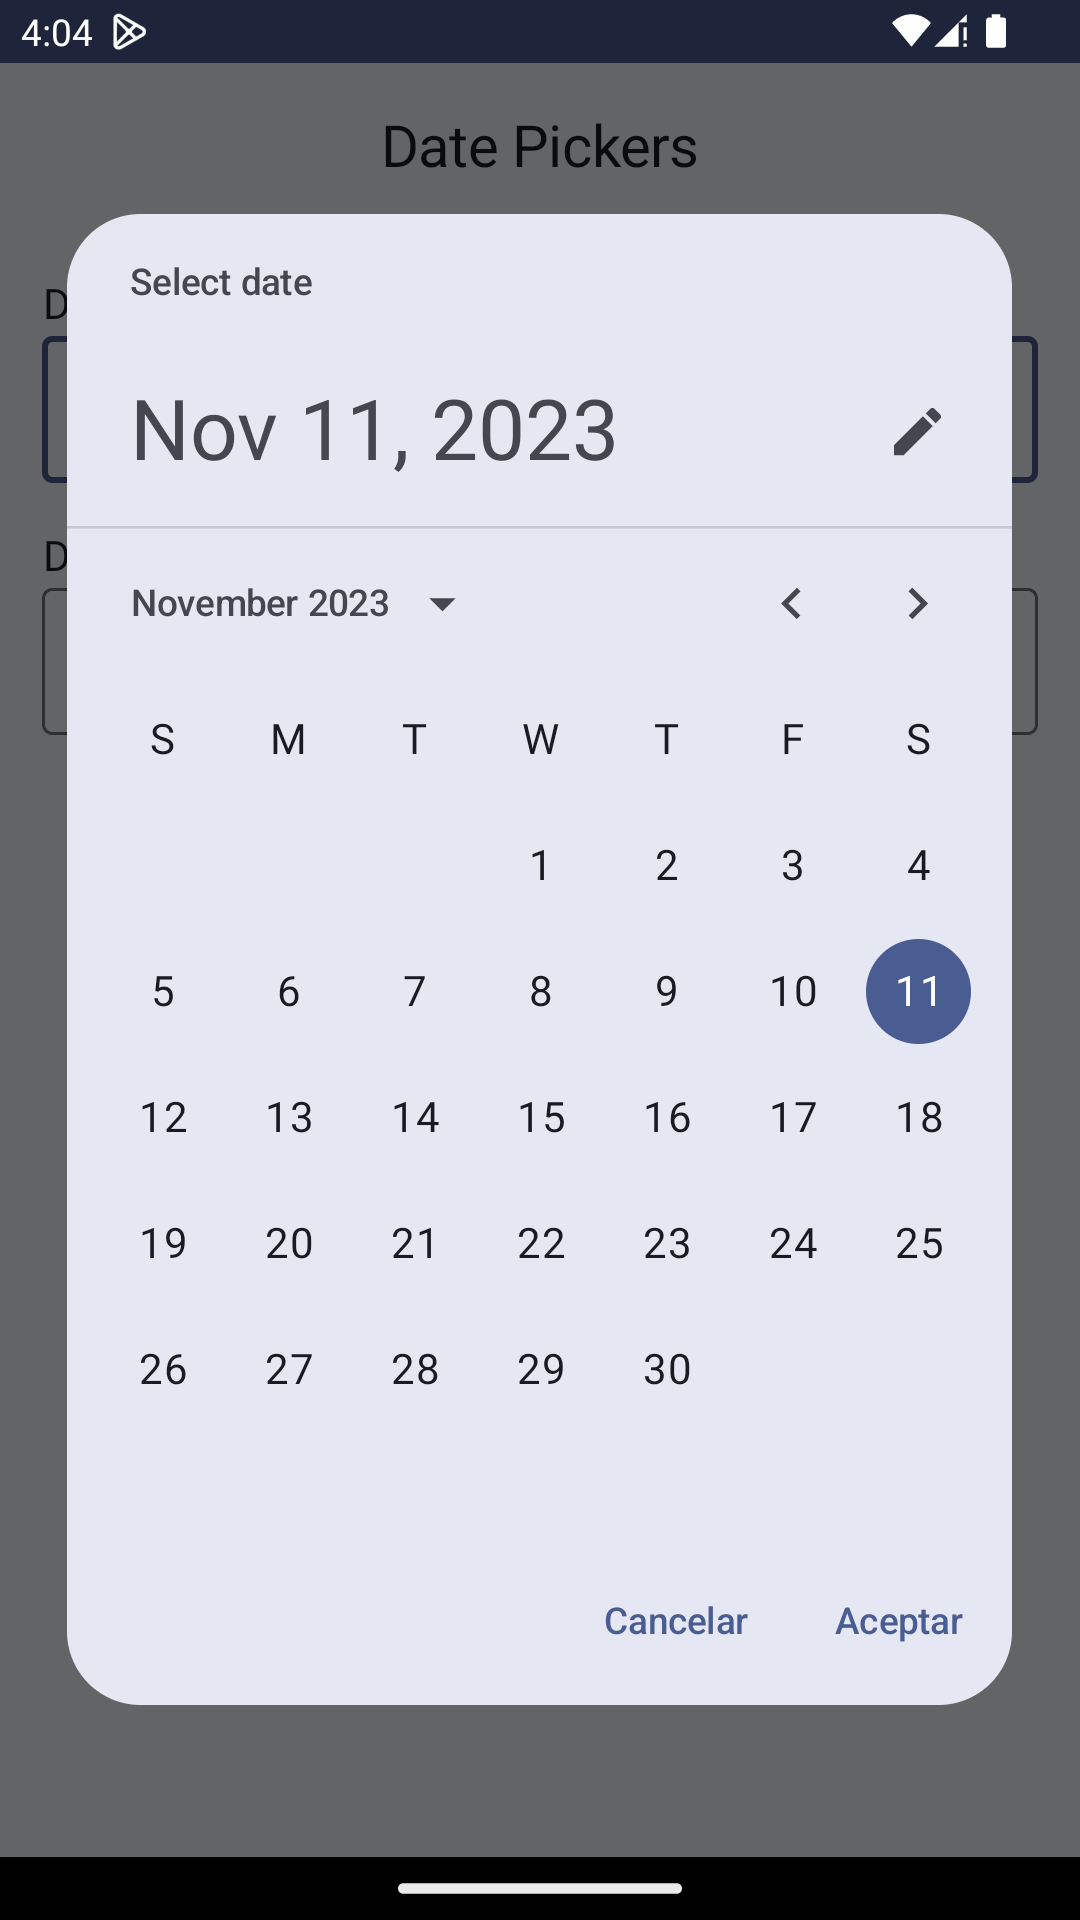 4:04
Date Pickers
Select date
D
Nov 11, 2023
D
November 2023
S M T W T F S
1 2 3 4
5 6 7 8 9 10 11
12 13 14 15 16 17 18
19 20 21 22 23 24 25
26 27 28 29 30
Cancelar Aceptar